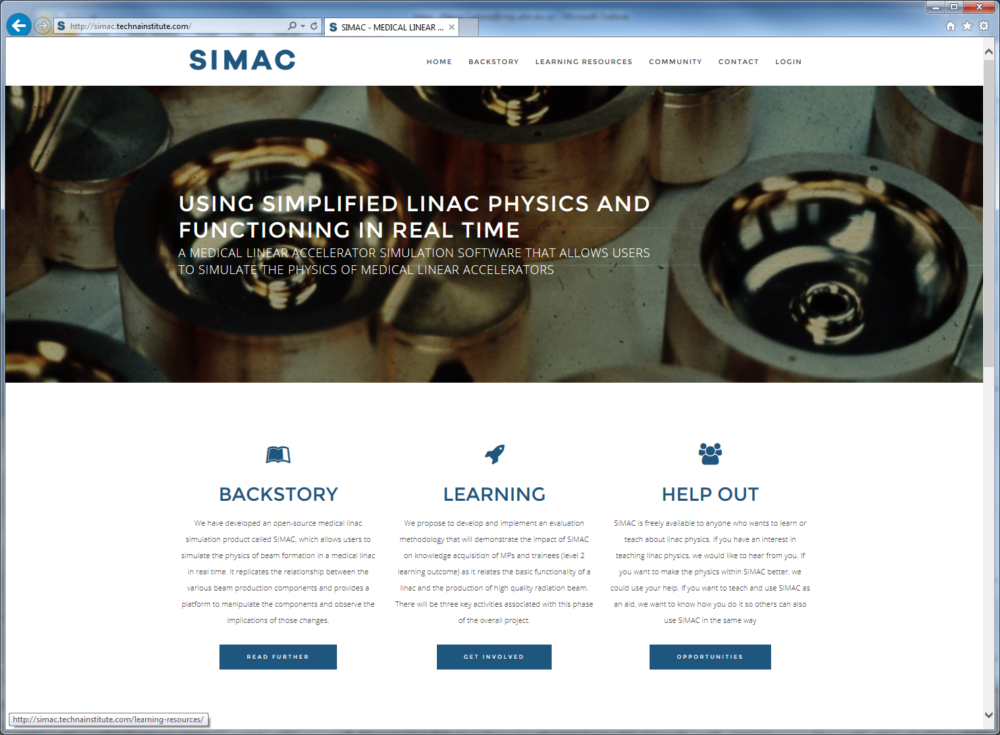 http://simac.technainstitute.com/
SIMAC - MEDICAL LINEAR ...
SIMAC
HOME
BACKSTORY
LEARNING RESOURCES
COMMUNITY
CONTACT
LOGIN
USING SIMPLIFIED LINAC PHYSICS AND
FUNCTIONING IN REAL TIME
A MEDICAL LINEAR ACCELERATOR SIMULATION SOFTWARE THAT ALLOWS USERS
TO SIMULATE THE PHYSICS OF MEDICAL LINEAR ACCELERATORS
BACKSTORY
We have developed an open-source medical linac
simulation product called SIMAC, which allows users to
simulate the physics of beam formation in a medical linac
in real time. It replicates the relationship between the
various beam production components and provides a
platform to manipulate the components and observe the
implications of those changes.
READ FURTHER
LEARNING
We propose to develop and implement an evaluation
methodology that will demonstrate the impact of SIMAC
on knowledge acquisition of MPs and trainees (level 2
learning outcome) as it relates the basic functionality of a
linac and the production of high quality radiation beam.
There will be three key activities associated with this phase
of the overall project.
GET INVOLVED
HELP OUT
SIMAC is freely available to anyone who wants to learn or
teach about linac physics. If you have an interest in
teaching linac physics, we would like to hear from you. If
you want to make the physics within SIMAC better, we
could use your help. If you want to teach and use SIMAC as
an aid, we want to know how you do it so others can also
use SIMAC in the same way
OPPORTUNITIES
http://simac.technainstitute.com/learning-resources/